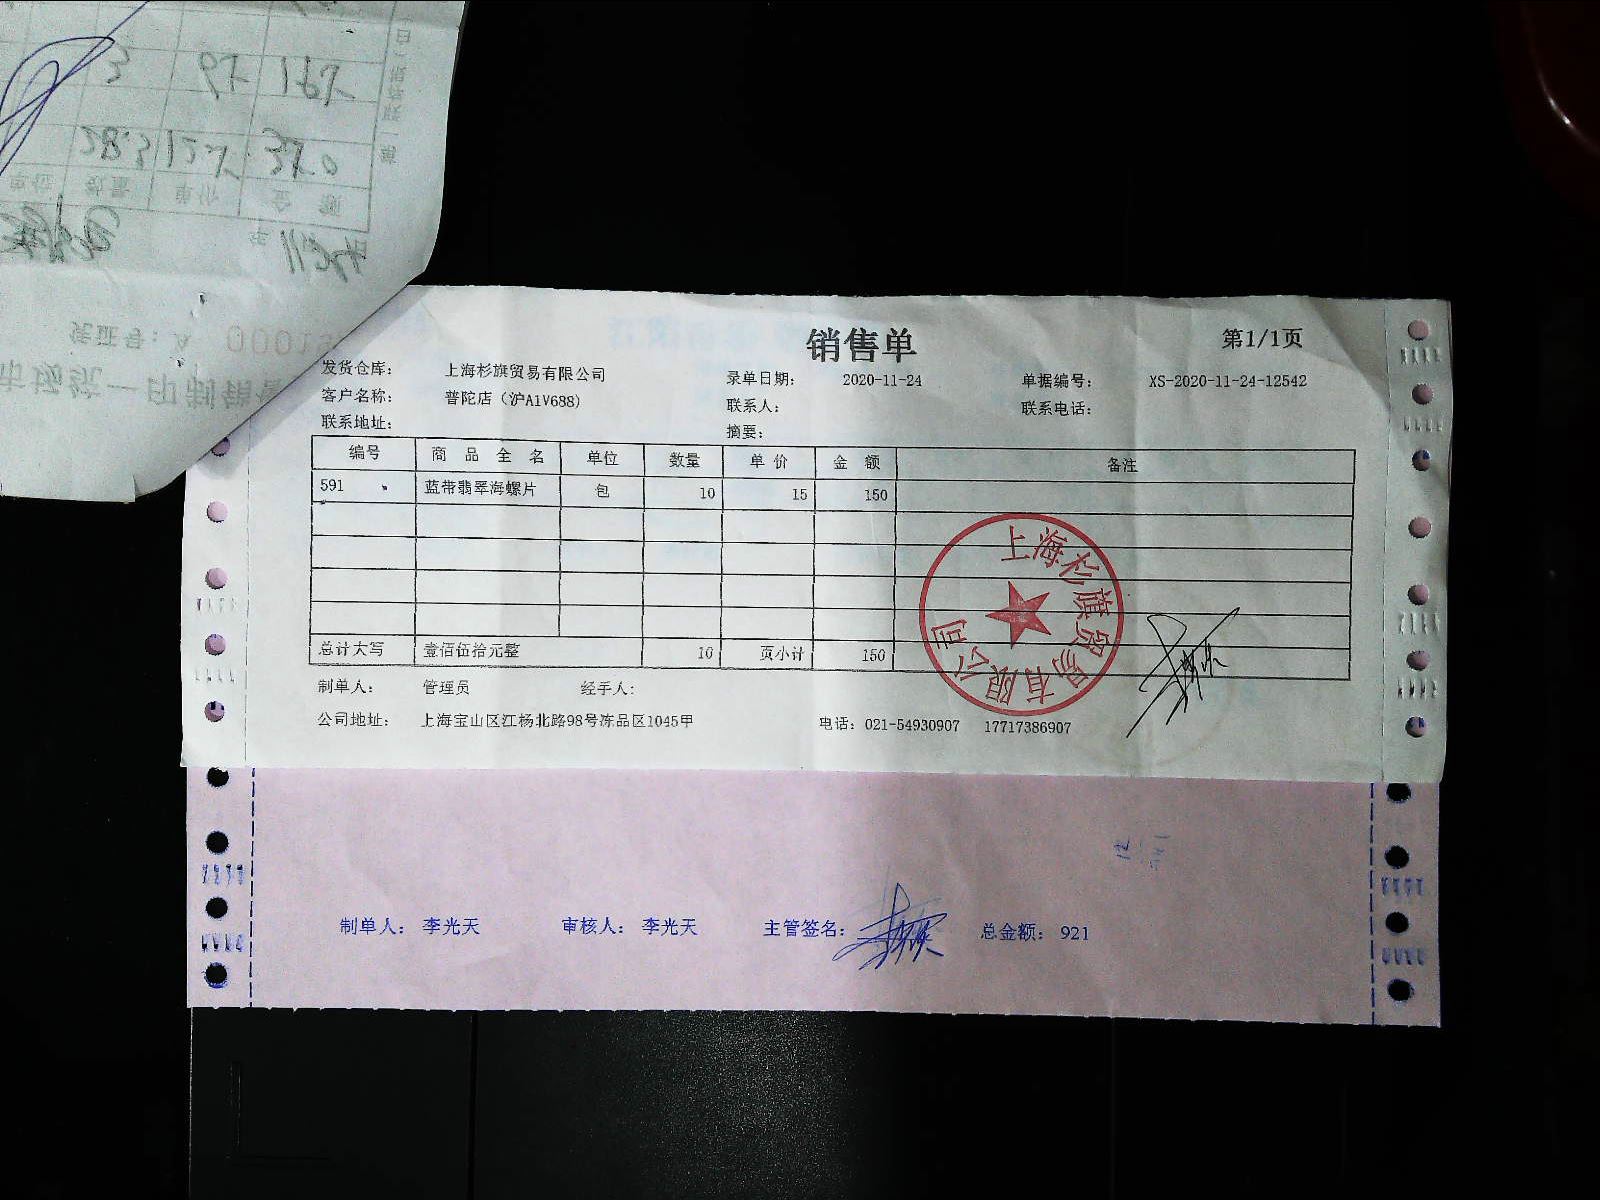 销售单
第1/1页
发货仓库： 上海杉旗贸易有限公司 录单日期： 2020-11-24 单据编号： XS-2020-11-24-12542
客户名称： 普陀店（沪A1V688) 联系人： 联系电话：
联系地址： 摘要：
编号 商品全名 单位 数量 单价 金额 备注
591 蓝带翡翠海螺片 包 10 15 150
总计大写 壹佰伍拾元整 10 页小计 150
上海杉旗贸易有限公司
制单人： 管理员 经手人：
公司地址： 上海宝山区江杨北路98号冻品区1045甲 电话：021-54930907 17717386907
制单人： 李光天 审核人： 李光天 主管签名： 总金额： 921